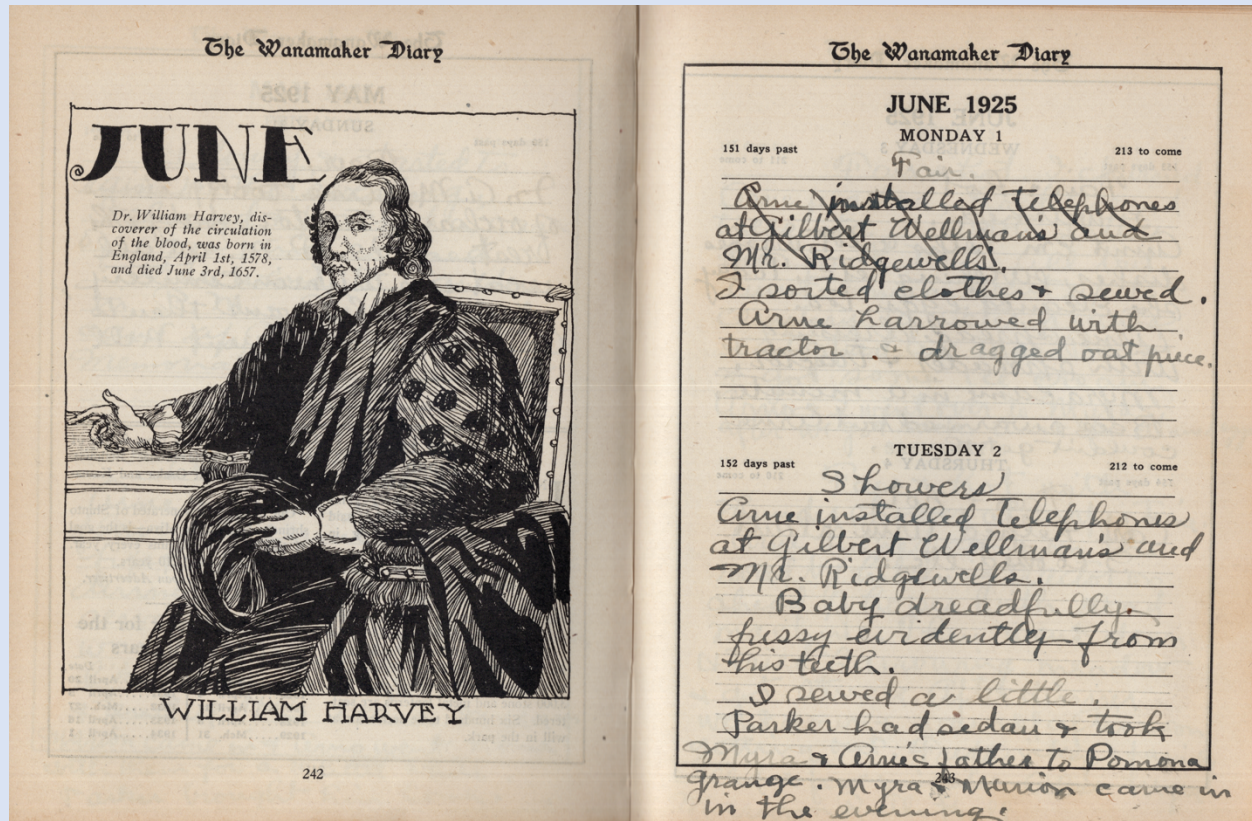 The Wanamaker Diary
JUNE
Dr. William Harvey, dis-
coverer of the circulation
of the blood, was born in
England, April 1st, 1578,
and died June 3rd, 1657.
WILLIAM HARVEY
242
The Wanamaker Diary
JUNE 1925
MONDAY 1
151 days past 213 to come
Fair.
Arne installed telephones
at Gilbert Wellman's and
Mr. Ridgewells.
I sorted clothes & sewed.
Arne harrowed with
tractor. & dragged oat piece.
TUESDAY 2
152 days past 212 to come
Showers
Arne installed telephones
at Gilbert Wellman's and
Mr. Ridgewells.
Baby dreadfully
fussy evidently from
his teeth.
I sewed a little.
Parker had sedan & took
Myra & Arne's father to Pomona
243
grange. Myra & Marion came in
in the evening.